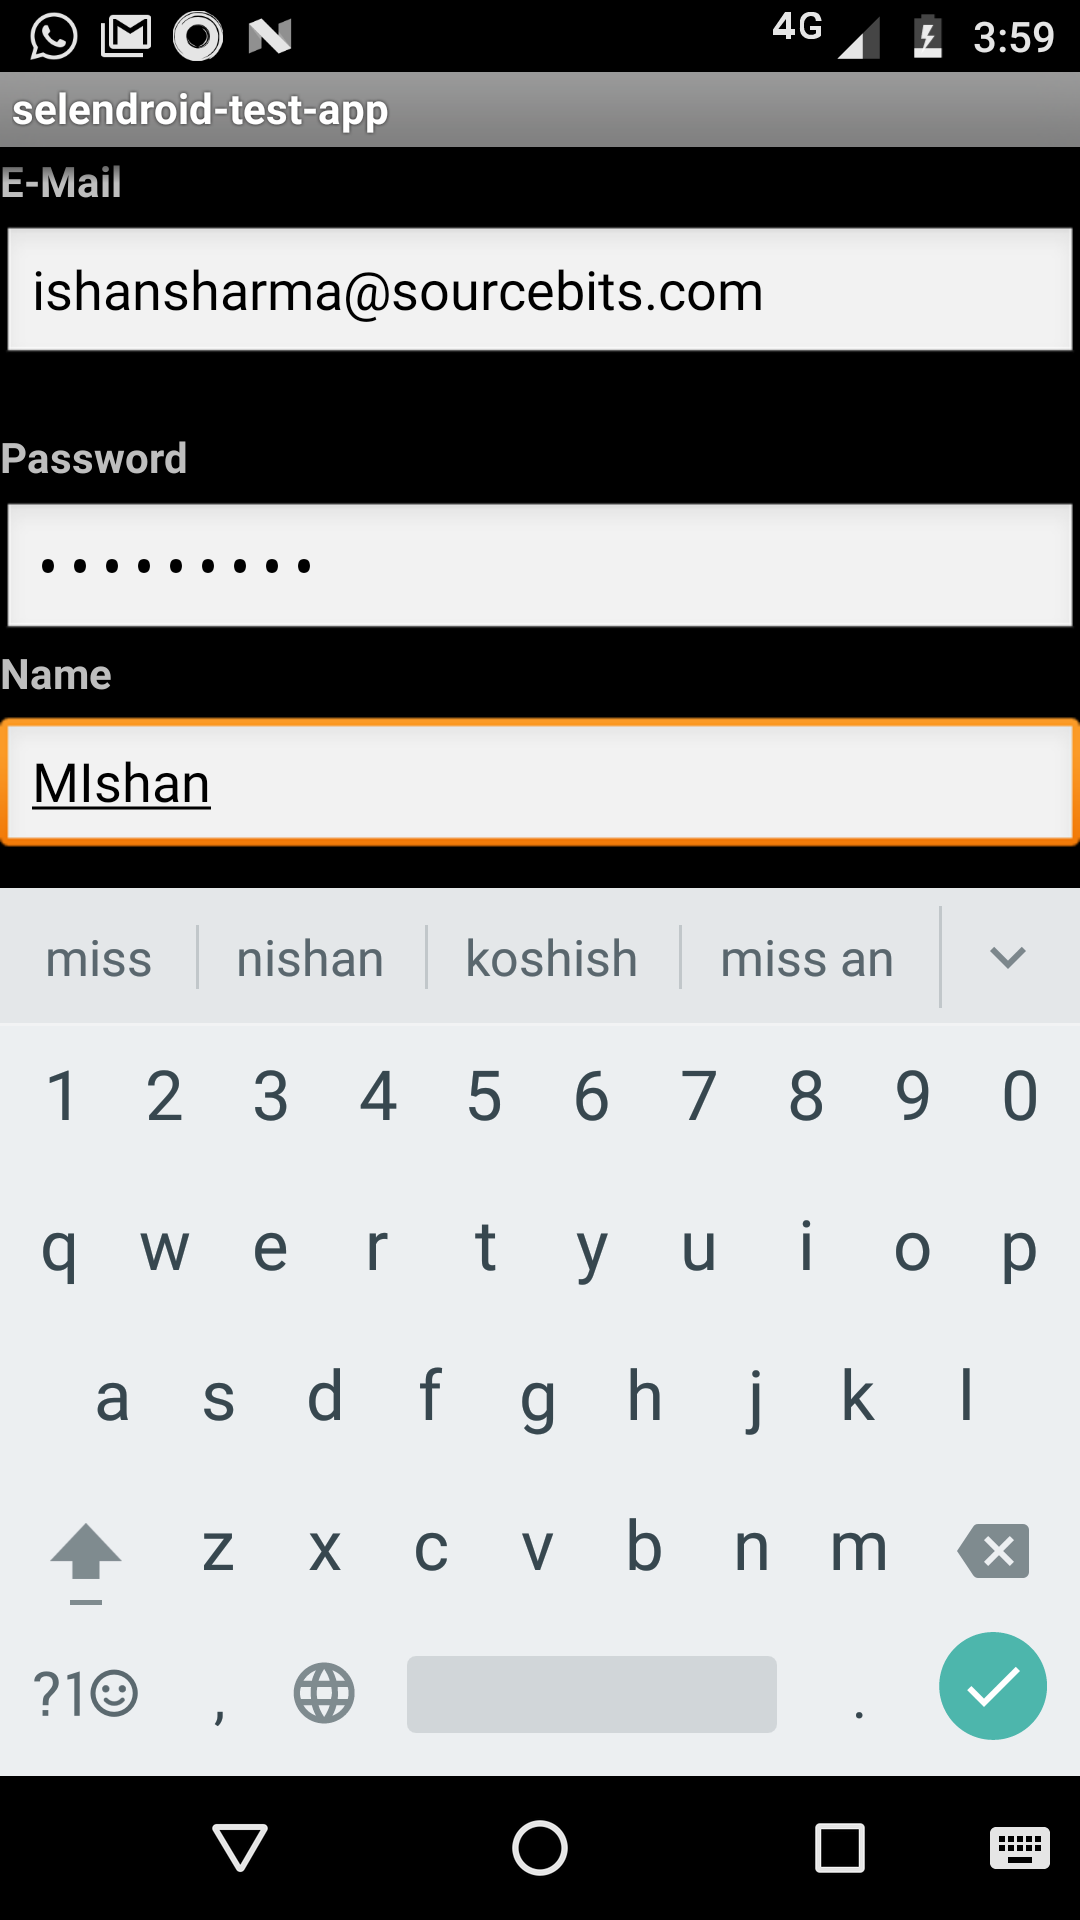 4G 3:59
selendroid-test-app
E-Mail
ishansharma@sourcebits.com
Password
•••••••••
Name
MIshan
miss nishan koshish miss an
1 2 3 4 5 6 7 8 9 0
q w e r t y u i o p
a s d f g h j k l
z x c v b n m
?1☺ , .